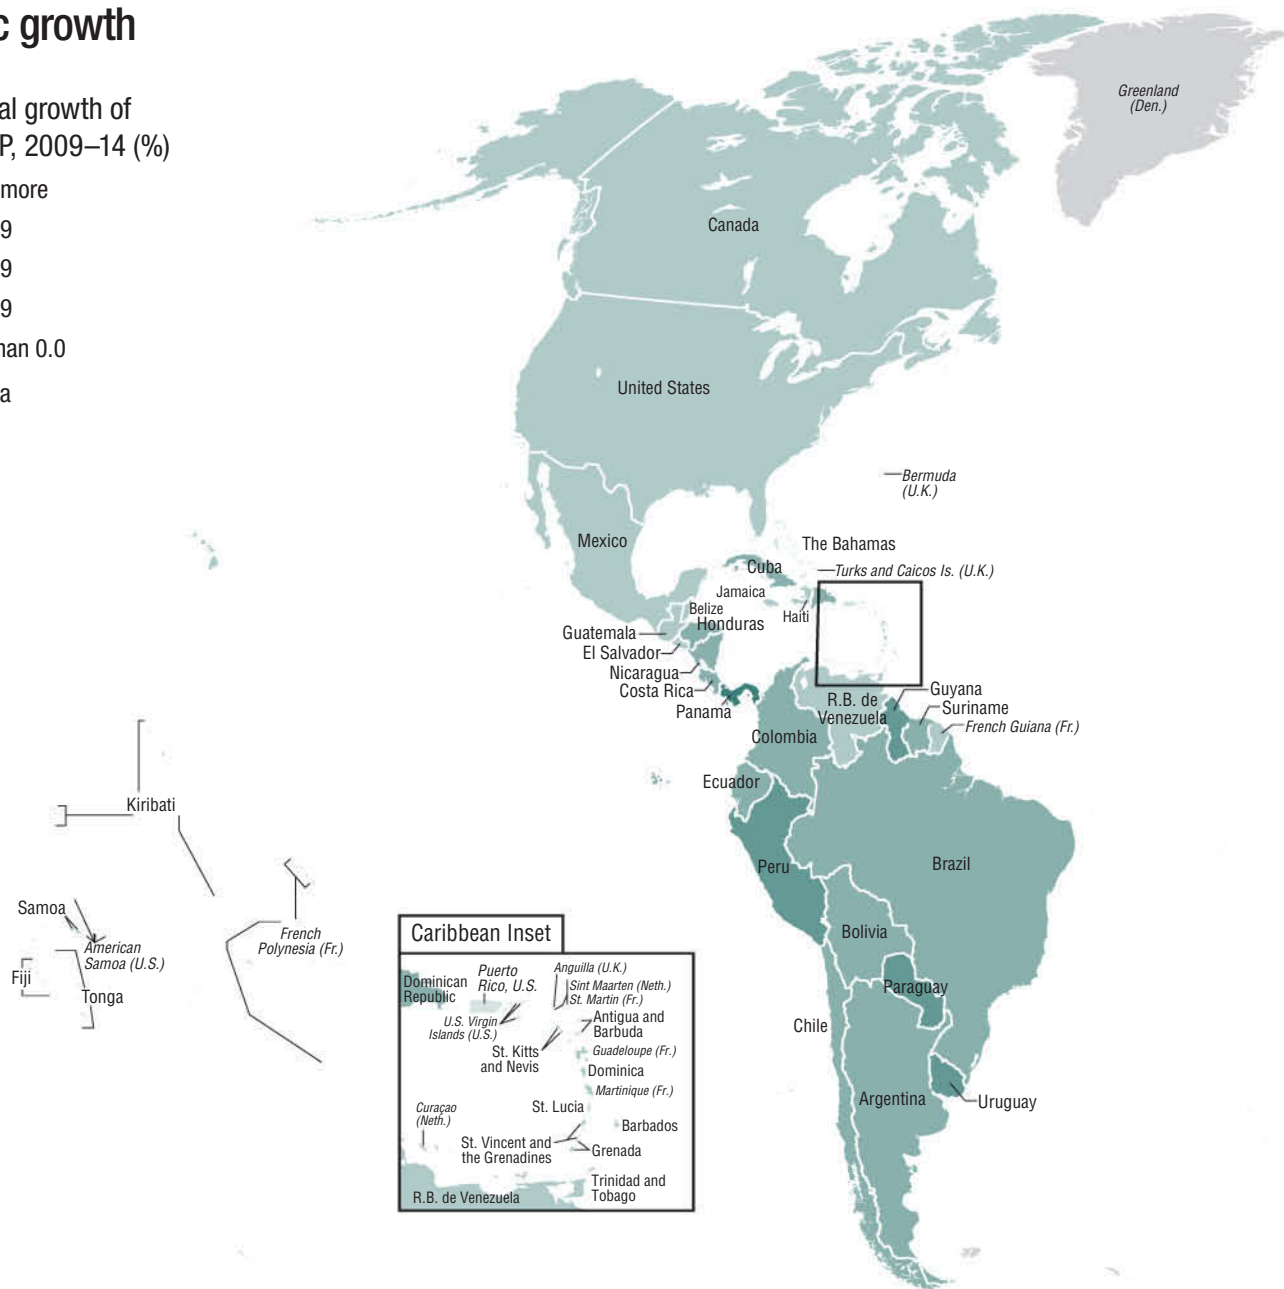 c growth
al growth of
P, 2009–14 (%)
more
9
9
9
han 0.0
a
Greenland
(Den.)
Canada
United States
Bermuda
(U.K.)
Mexico
The Bahamas
Cuba
Turks and Caicos Is. (U.K.)
Jamaica
Belize
Haiti
Honduras
Guatemala
El Salvador
Nicaragua
Costa Rica
Panama
Guyana
R.B. de
Venezuela
Suriname
French Guiana (Fr.)
Colombia
Ecuador
Kiribati
Peru
Brazil
Samoa
American
Samoa (U.S.)
French
Polynesia (Fr.)
Fiji
Tonga
Bolivia
Paraguay
Chile
Argentina
Uruguay
Caribbean Inset
Dominican
Republic
Puerto
Rico, U.S.
Anguilla (U.K.)
Sint Maarten (Neth.)
St. Martin (Fr.)
U.S. Virgin
Islands (U.S.)
Antigua and
Barbuda
St. Kitts
and Nevis
Guadeloupe (Fr.)
Dominica
Martinique (Fr.)
Curaçao
(Neth.)
St. Lucia
Barbados
St. Vincent and
the Grenadines
Grenada
Trinidad and
Tobago
R.B. de Venezuela